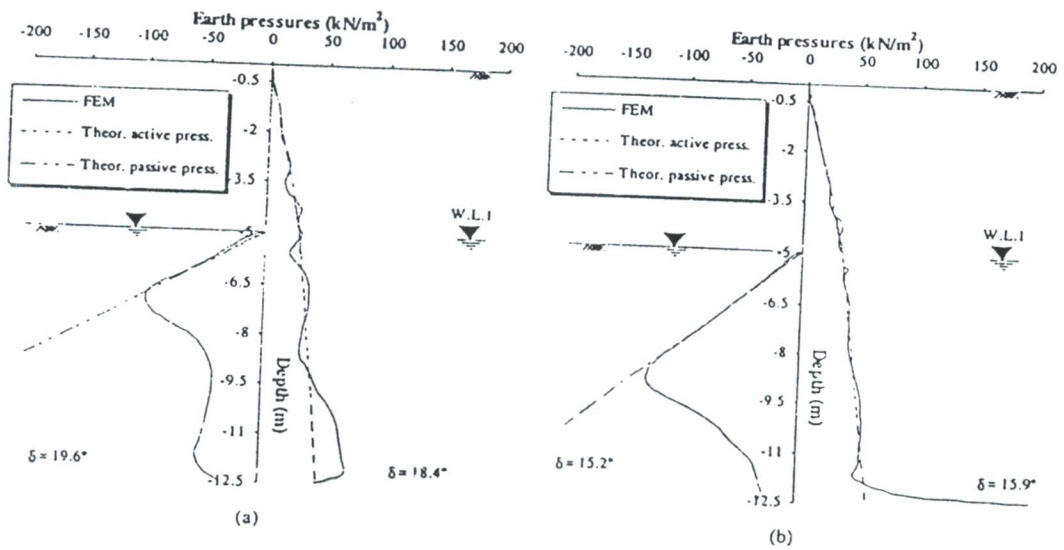 Earth pressures (kN/m²)
-200 -150 -100 -50 0 50 100 150 200
-0.5
FEM
Theor. active press.
Theor. passive press.
-2
3.5
W.L.1
-5
-6.5
-8
-9.5
-11
-12.5
Depth (m)
δ = 19.6°
δ = 18.4°
(a)
Earth pressures (kN/m²)
-200 -150 -100 -50 0 50 100 150 200
-0.5
FEM
Theor. active press.
Theor. passive press.
-2
-3.5
W.L.1
-5
-6.5
-8
-9.5
-11
-12.5
Depth (m)
δ = 15.2°
δ = 15.9°
(b)